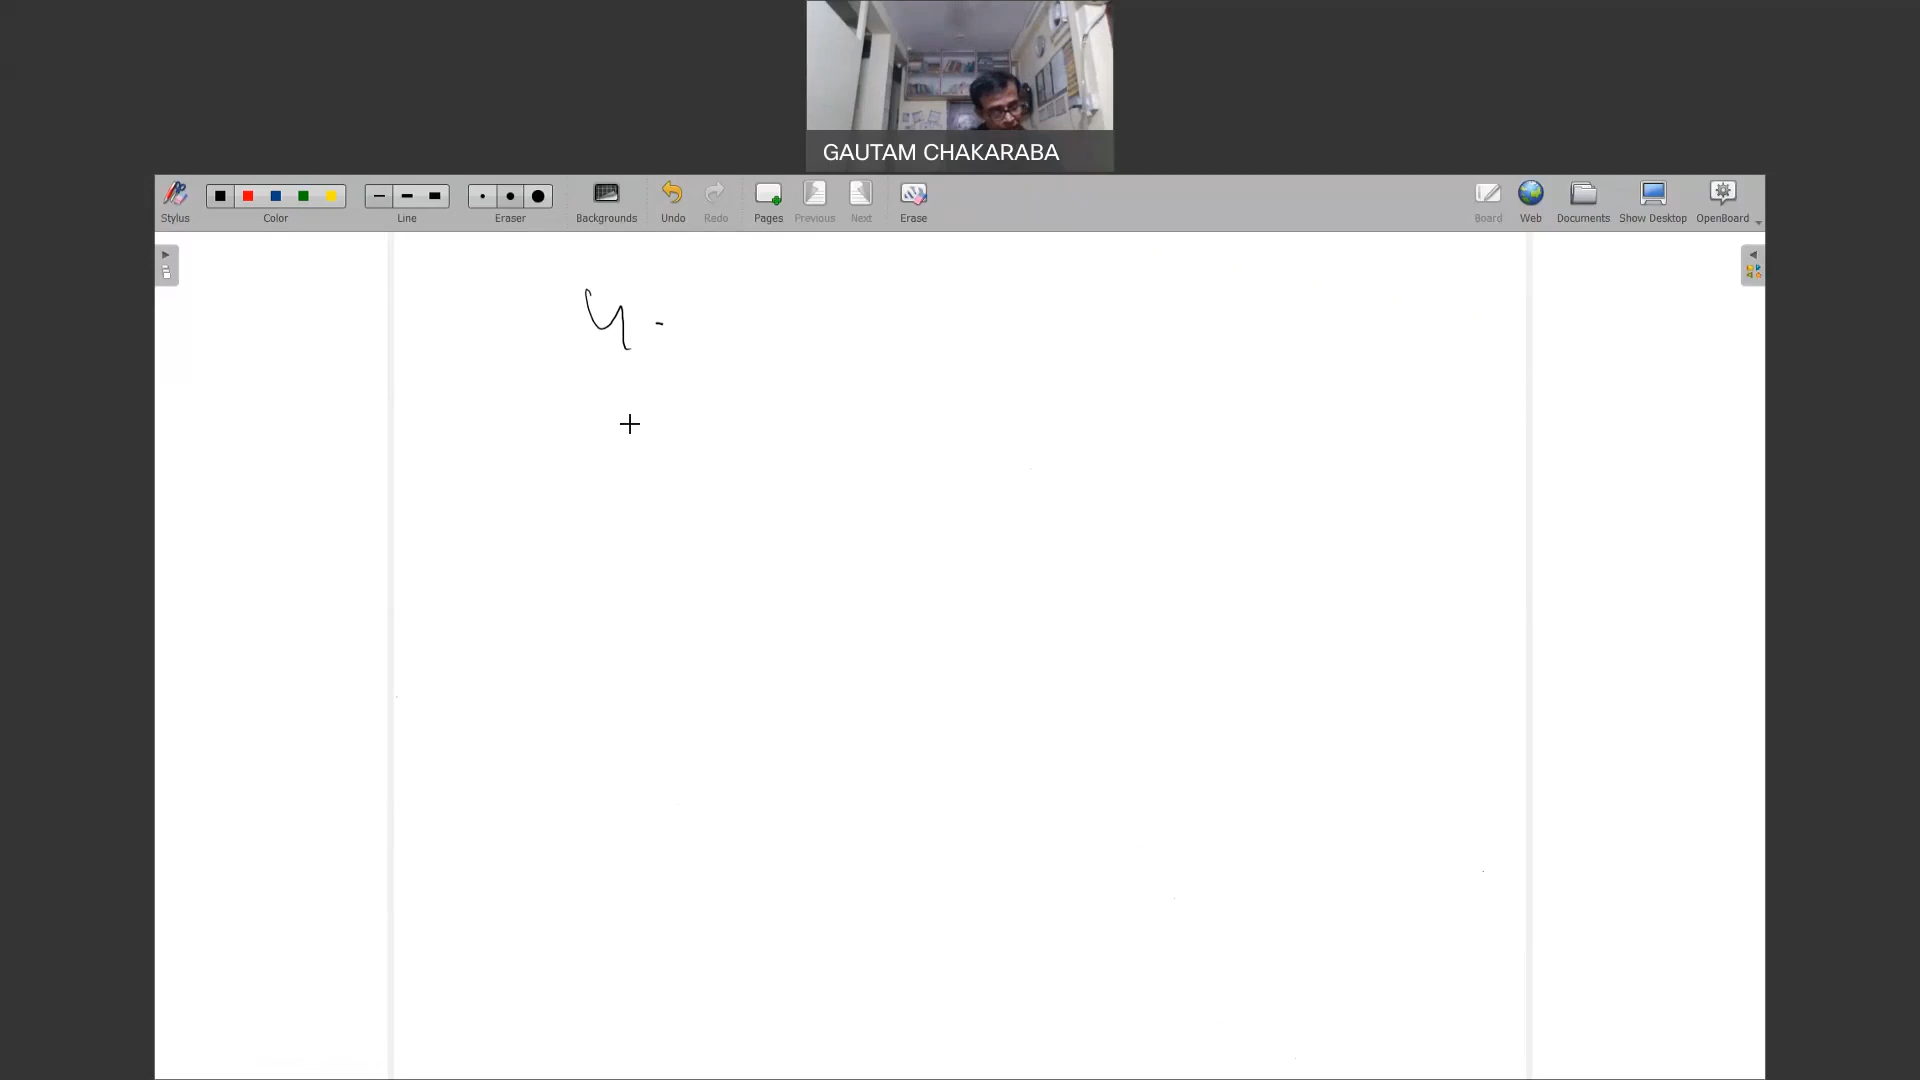 GAUTAM CHAKARABA
Stylus Color Line Eraser Backgrounds Undo Redo Pages Previous Next Erase Board Web Documents Show Desktop OpenBoard
y -